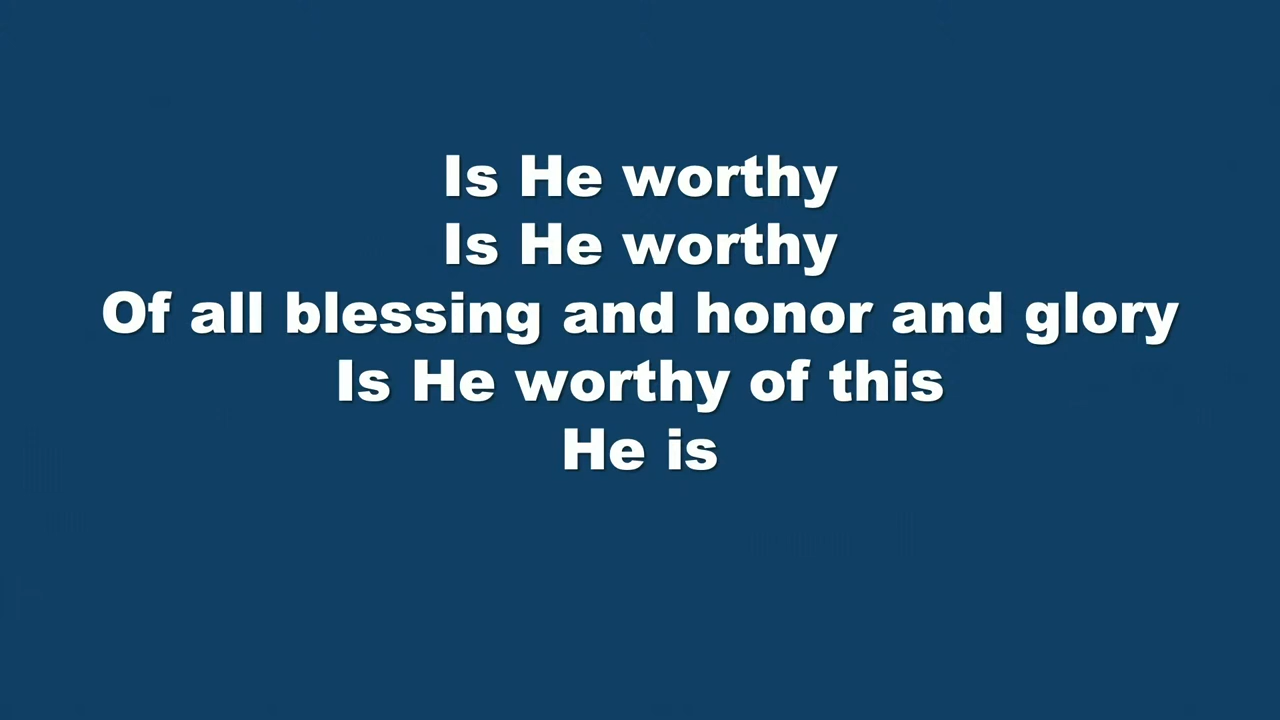 Is He worthy
Is He worthy
Of all blessing and honor and glory
Is He worthy of this
He is